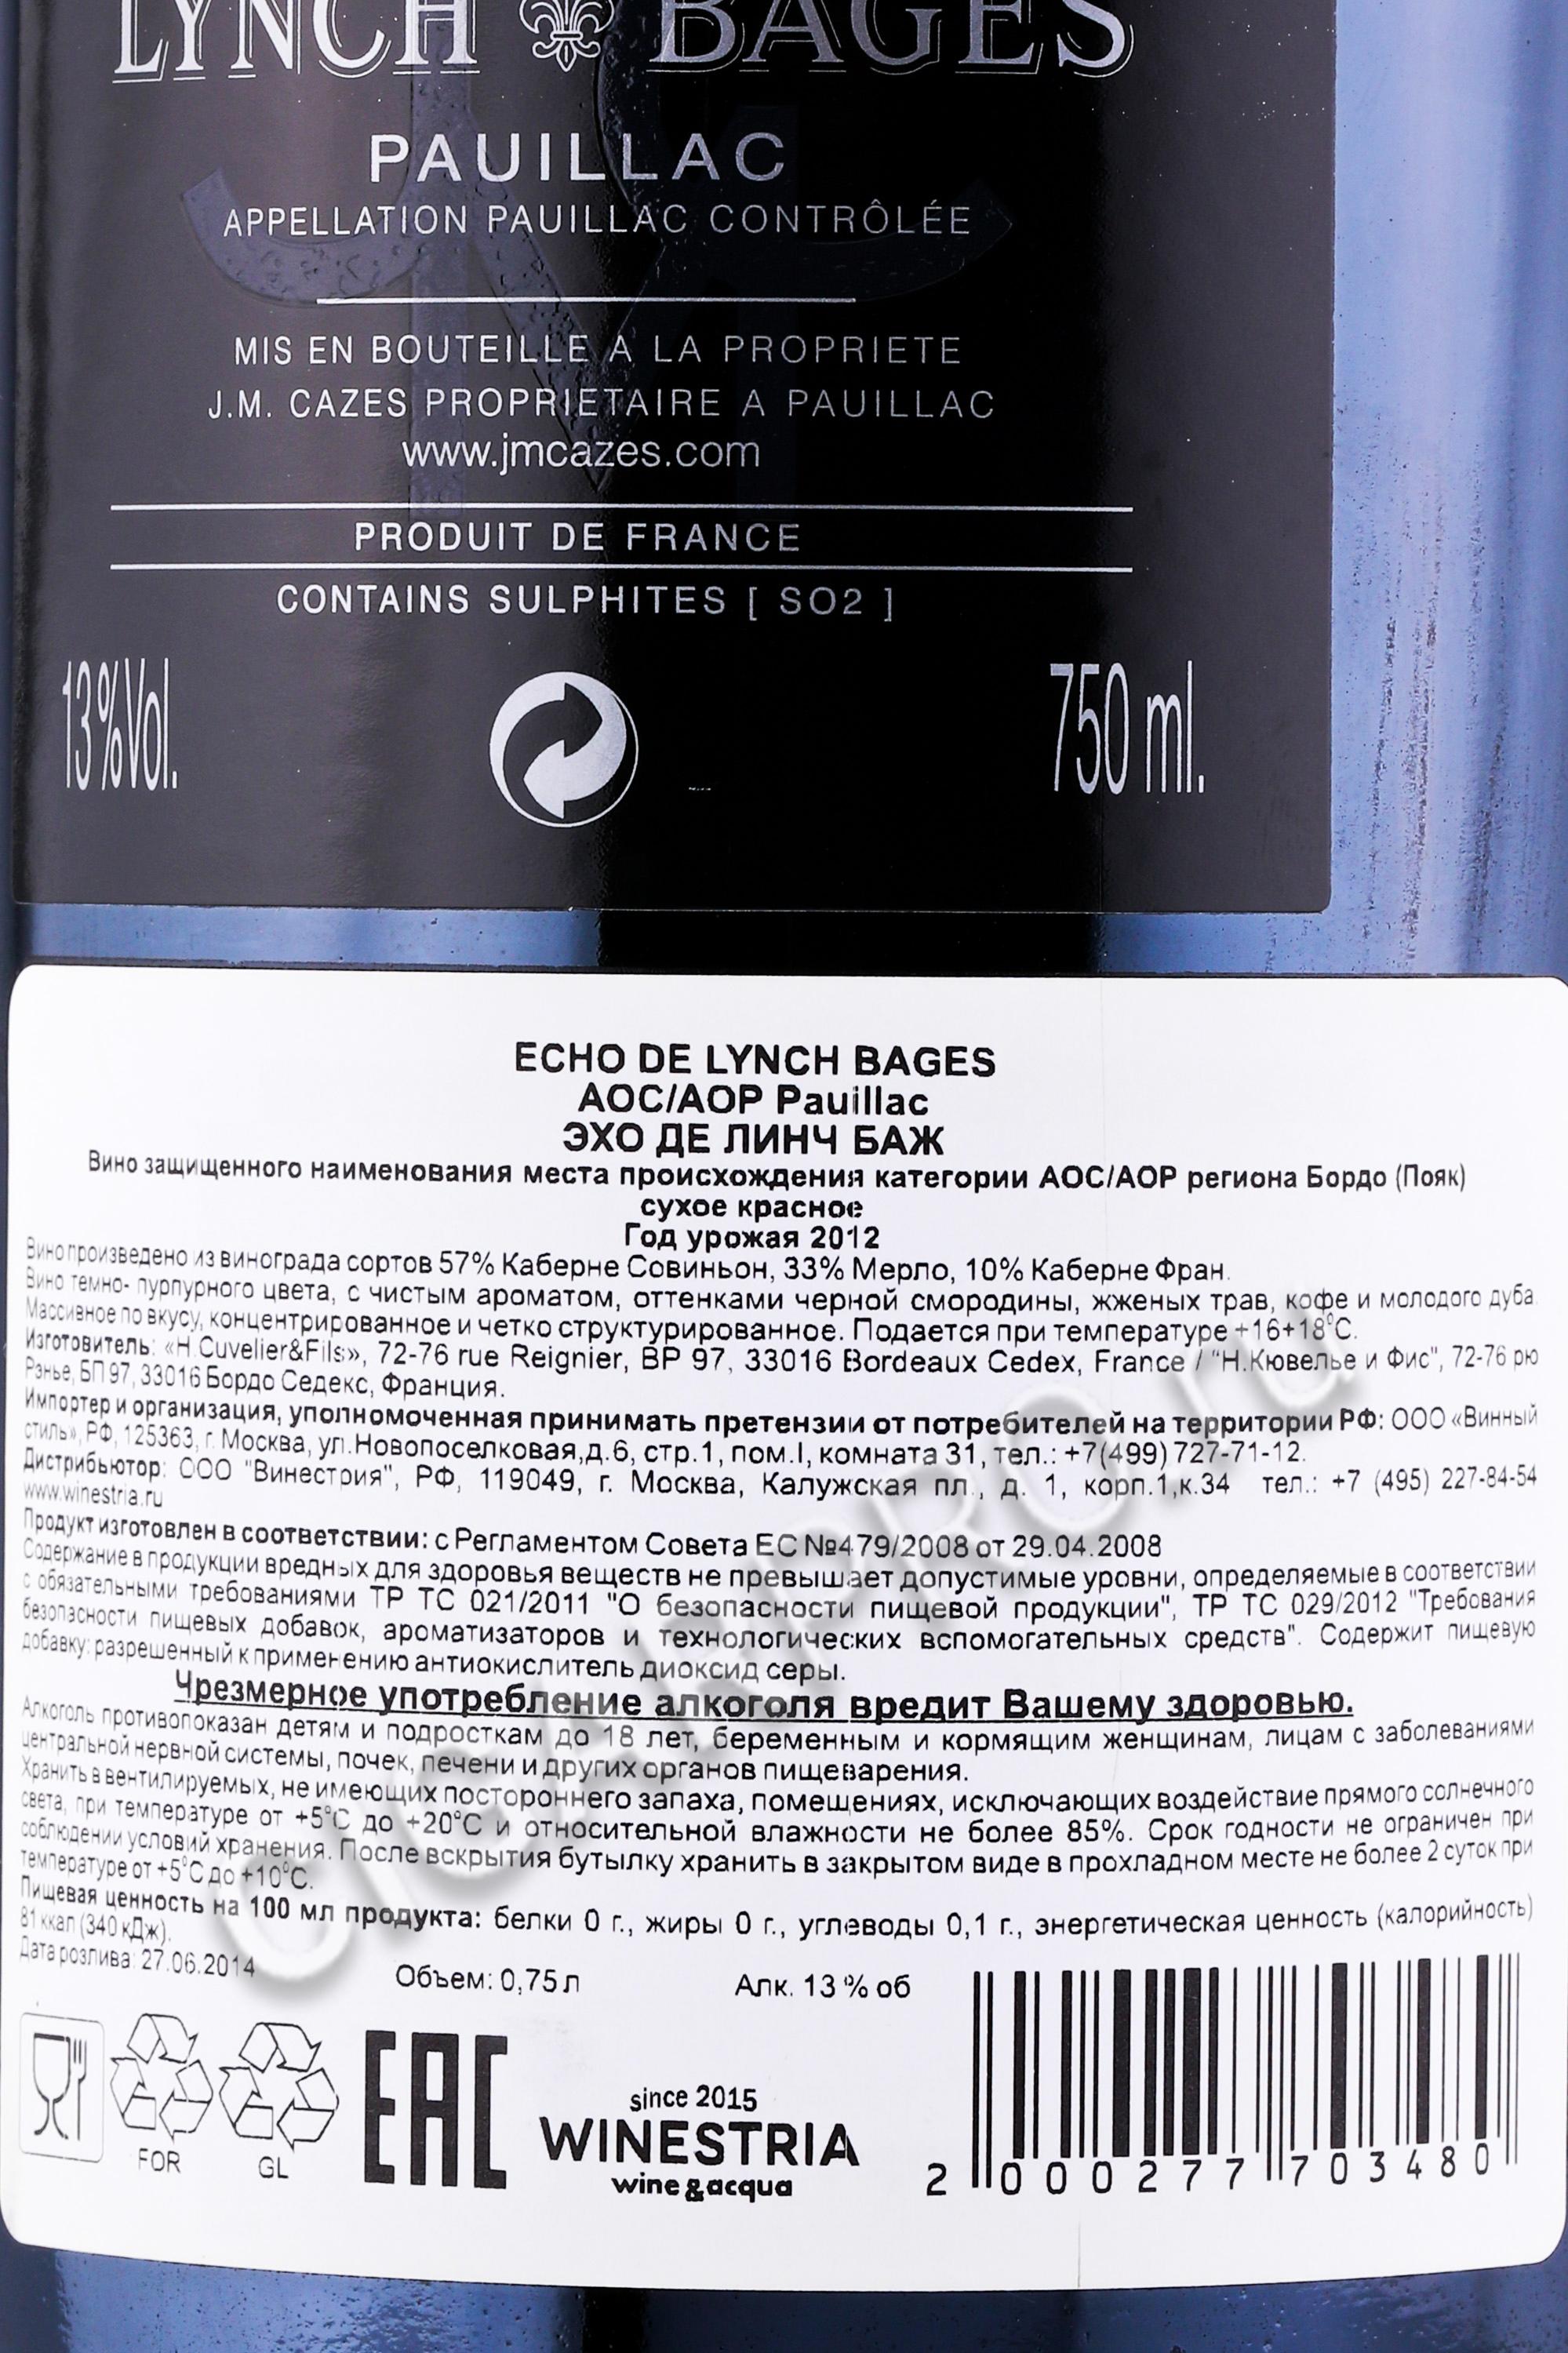 LYNCH BAGES
PAUILLAC
APPELLATION PAUILLAC CONTRÔLÉE
MIS EN BOUTEILLE A LA PROPRIETE
J.M. CAZES PROPRIETAIRE A PAUILLAC
www.jmcazes.com
PRODUIT DE FRANCE
CONTAINS SULPHITES [ SO2 ]
13%Vol.
750 ml.
ECHO DE LYNCH BAGES
AOC/AOP Pauillac
ЭХО ДЕ ЛИНЧ БАЖ
Вино защищенного наименования места происхождения категории AOC/AOP региона Бордо (Пояк)
сухое красное
Год урожая 2012
Вино произведено из винограда сортов 57% Каберне Совиньон, 33% Мерло, 10% Каберне Фран.
Вино темно- пурпурного цвета, с чистым ароматом, оттенками черной смородины, жженых трав, кофе и молодого дуба.
Массивное по вкусу, концентрированное и четко структурированное. Подается при температуре +16+18°С.
Изготовитель: «H.Cuvelier&Fils», 72-76 rue Reignier, BP 97, 33016 Bordeaux Cedex, France / "Н.Кювелье и Фис", 72-76 рю
Рэнье, БП 97, 33016 Бордо Седекс, Франция.
Импортер и организация, уполномоченная принимать претензии от потребителей на территории РФ: ООО «Винный
стиль», РФ, 125363, г. Москва, ул.Новопоселковая,д.6, стр.1, пом.I, комната 31, тел.: +7(499) 727-71-12.
Дистрибьютор: ООО "Винестрия", РФ, 119049, г. Москва, Калужская пл., д. 1, корп.1,к.34 тел.: +7 (495) 227-84-54
www.winestria.ru
Продукт изготовлен в соответствии: с Регламентом Совета ЕС №479/2008 от 29.04.2008
Содержание в продукции вредных для здоровья веществ не превышает допустимые уровни, определяемые в соответствии
с обязательными требованиями ТР ТС 021/2011 "О безопасности пищевой продукции", ТР ТС 029/2012 "Требования
безопасности пищевых добавок, ароматизаторов и технологических вспомогательных средств". Содержит пищевую
добавку: разрешенный к применению антиокислитель диоксид серы.
Чрезмерное употребление алкоголя вредит Вашему здоровью.
Алкоголь противопоказан детям и подросткам до 18 лет, беременным и кормящим женщинам, лицам с заболеваниями
центральной нервной системы, почек, печени и других органов пищеварения.
Хранить в вентилируемых, не имеющих постороннего запаха, помещениях, исключающих воздействие прямого солнечного
света, при температуре от +5°С до +20°С и относительной влажности не более 85%. Срок годности не ограничен при
соблюдении условий хранения. После вскрытия бутылку хранить в закрытом виде в прохладном месте не более 2 суток при
температуре от +5°С до +10°С.
Пищевая ценность на 100 мл продукта: белки 0 г., жиры 0 г., углеводы 0,1 г., энергетическая ценность (калорийность)
81 ккал (340 кДж).
Дата розлива: 27.06.2014
Объем: 0,75 л
Алк. 13 % об
FOR
GL
EAC
since 2015
WINESTRIA
wine & acqua
2 000277 703480
CIGARPRO.ru